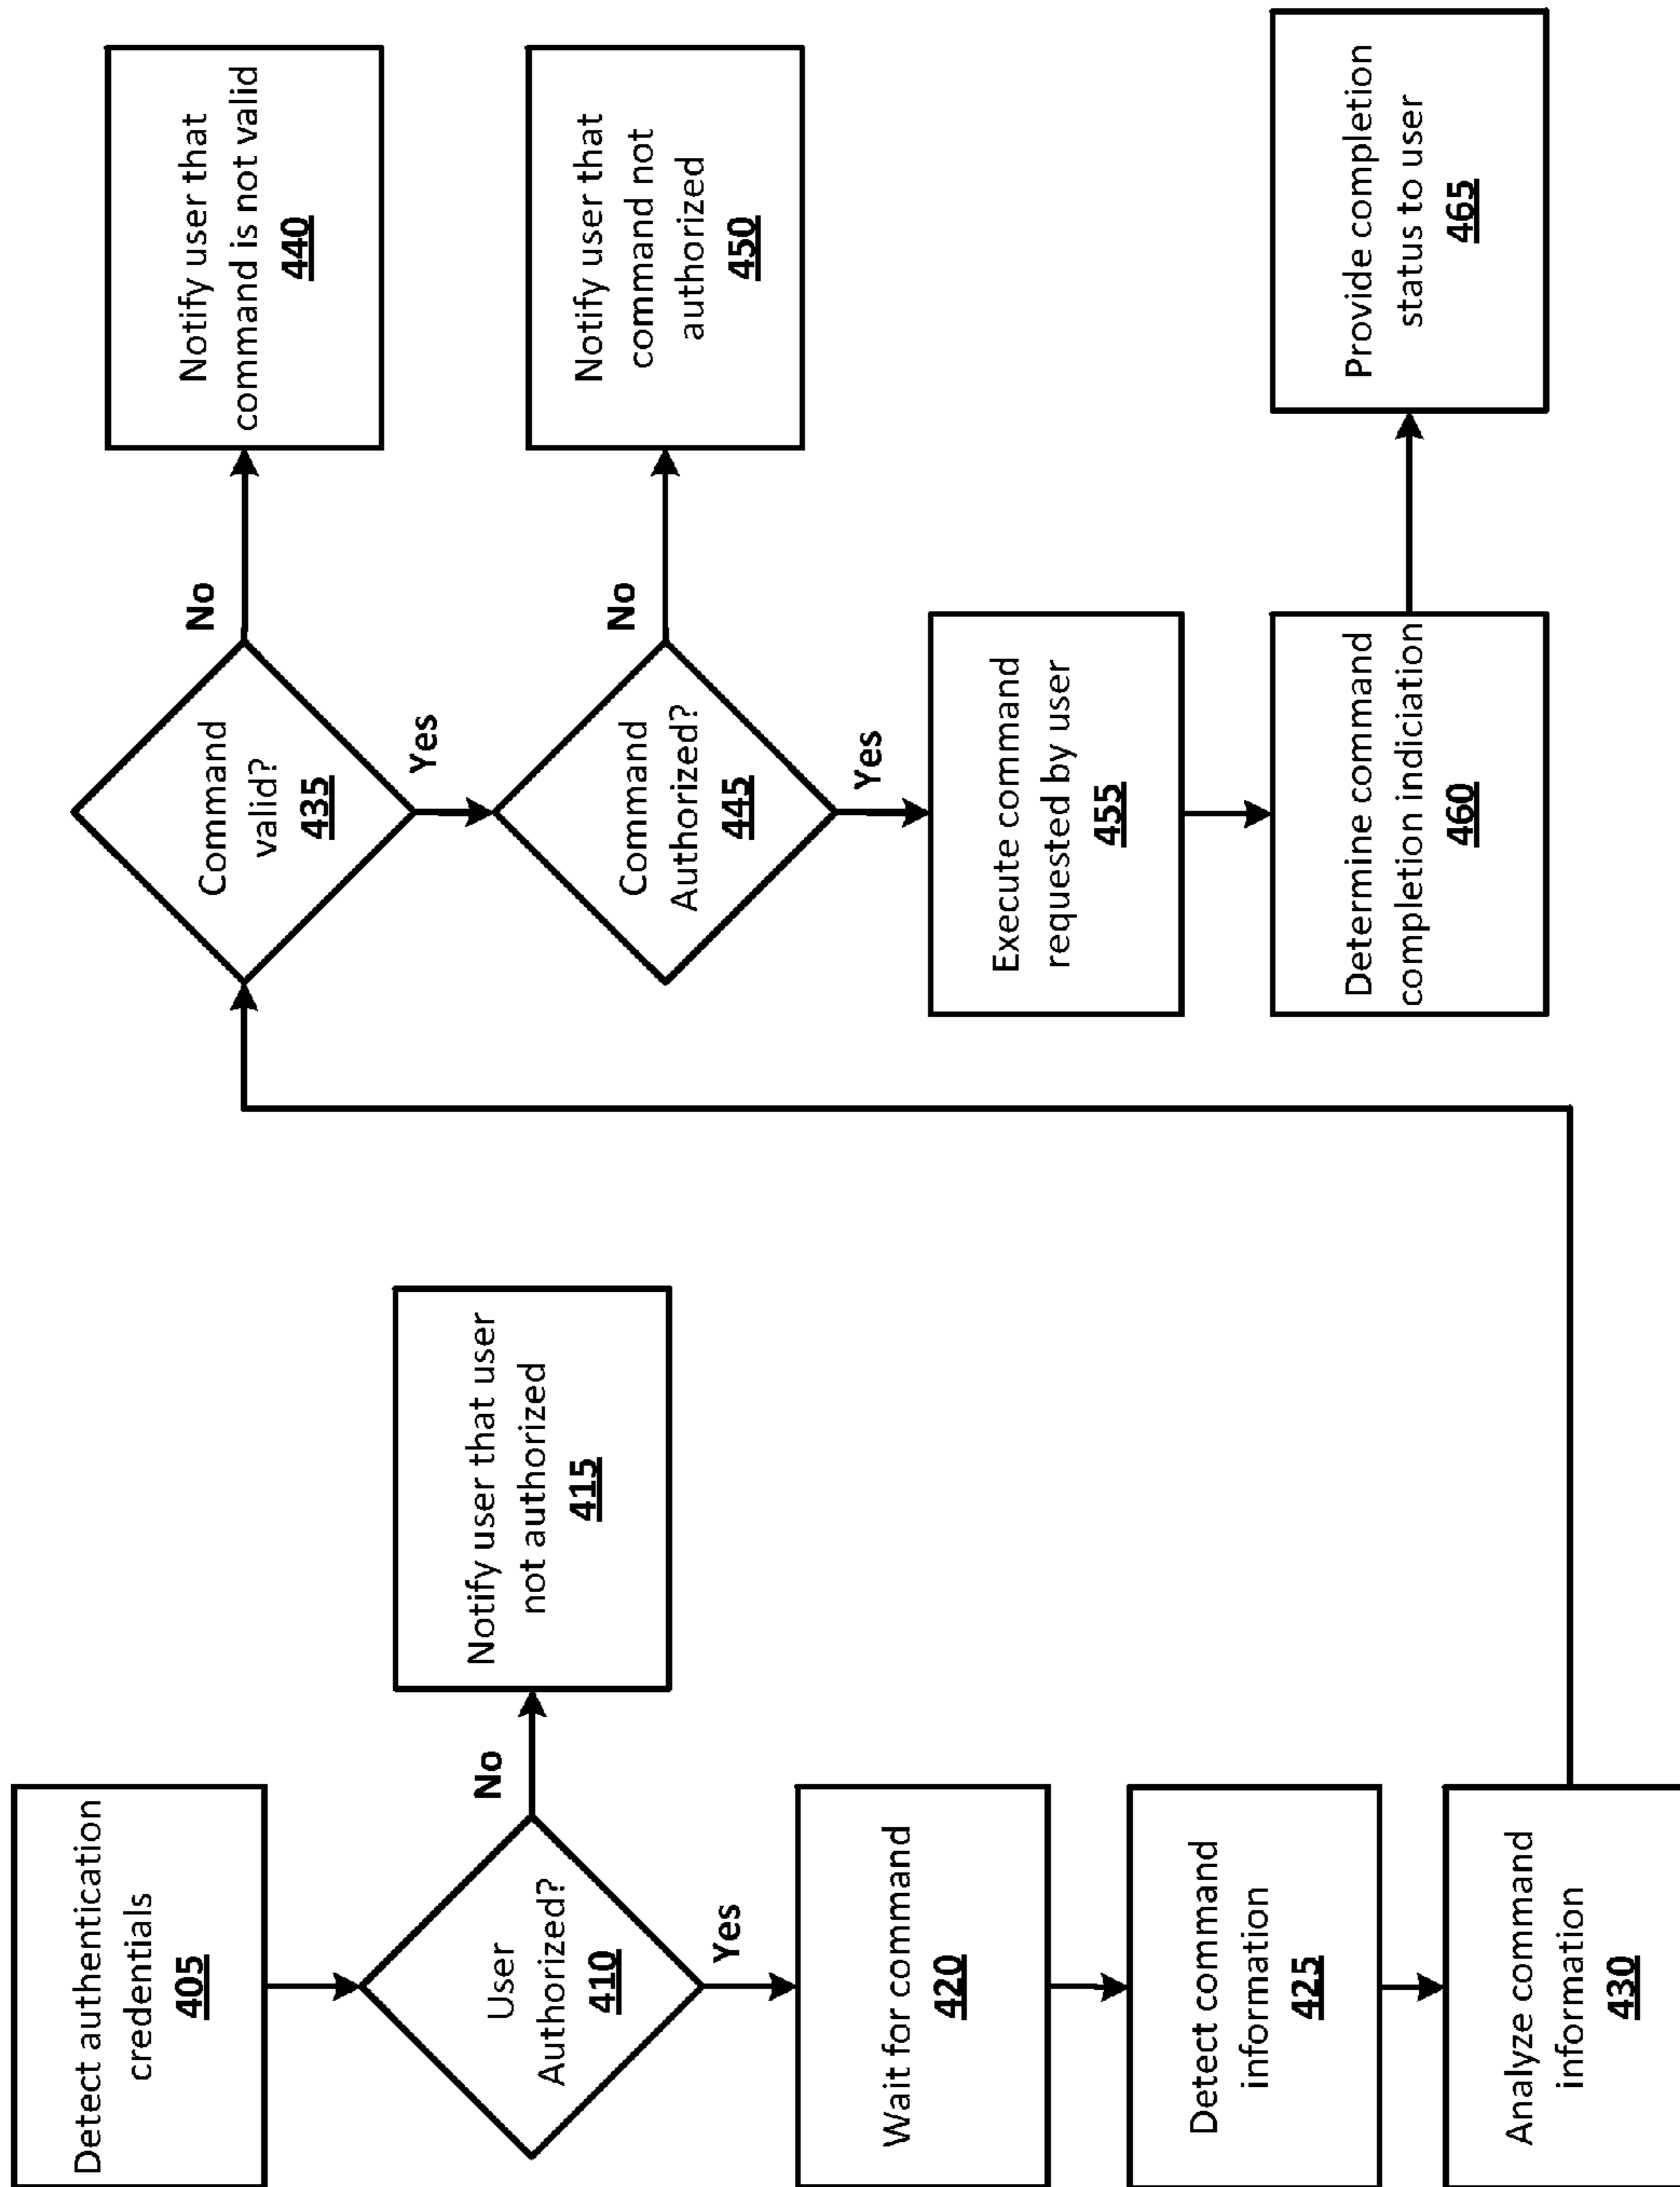 Detect authentication
credentials
405
User
Authorized?
410
No
Notify user that user
not authorized
415
Yes
Wait for command
420
Detect command
information
425
Analyze command
information
430
Command
valid?
435
No
Notify user that
command is not valid
440
Yes
Command
Authorized?
445
No
Notify user that
command not
authorized
450
Yes
Execute command
requested by user
455
Determine command
completion indiciation
460
Provide completion
status to user
465